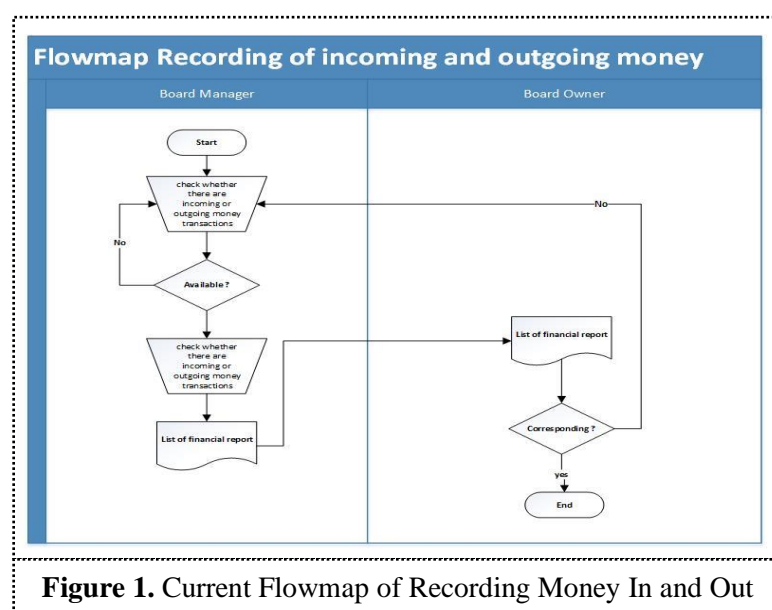 Flowmap Recording of incoming and outgoing money
Board Manager
Board Owner
Start
check whether
there are
incoming or
outgoing money
transactions
No
No
Available ?
check whether
there are
incoming or
outgoing money
transactions
List of financial report
List of financial report
Corresponding ?
yes
End
Figure 1. Current Flowmap of Recording Money In and Out